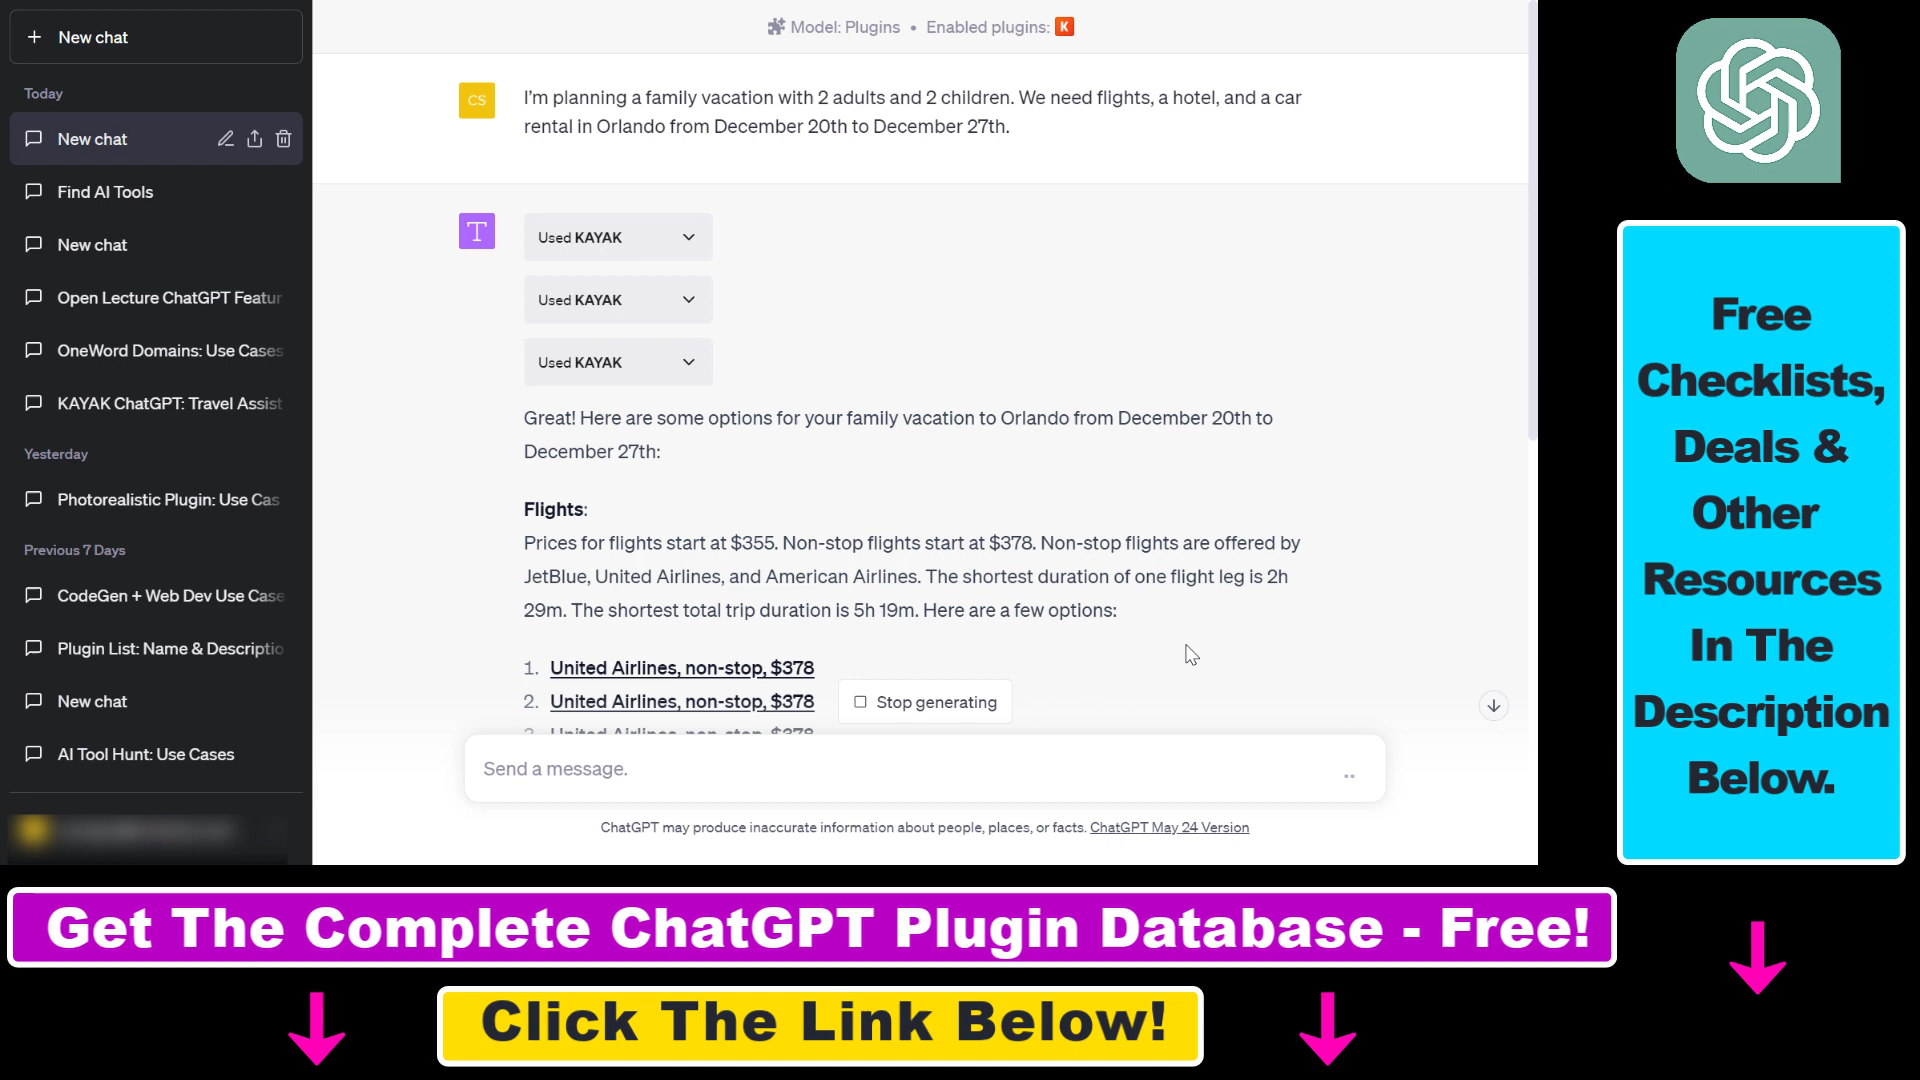 New chat
Today
New chat
Find AI Tools
New chat
Open Lecture ChatGPT Featur
OneWord Domains: Use Cases
KAYAK ChatGPT: Travel Assist
Yesterday
Photorealistic Plugin: Use Cas
Previous 7 Days
CodeGen + Web Dev Use Case
Plugin List: Name & Descriptio
New chat
AI Tool Hunt: Use Cases
Model: Plugins • Enabled plugins: K
CS
I'm planning a family vacation with 2 adults and 2 children. We need flights, a hotel, and a car
rental in Orlando from December 20th to December 27th.
T
Used KAYAK
Used KAYAK
Used KAYAK
Great! Here are some options for your family vacation to Orlando from December 20th to
December 27th:
Flights:
Prices for flights start at $355. Non-stop flights start at $378. Non-stop flights are offered by
JetBlue, United Airlines, and American Airlines. The shortest duration of one flight leg is 2h
29m. The shortest total trip duration is 5h 19m. Here are a few options:
1. United Airlines, non-stop, $378
2. United Airlines, non-stop, $378
3. United Airlines, non-stop, $378
Stop generating
Send a message.
ChatGPT may produce inaccurate information about people, places, or facts. ChatGPT May 24 Version
Free
Checklists,
Deals &
Other
Resources
In The
Description
Below.
Get The Complete ChatGPT Plugin Database - Free!
Click The Link Below!